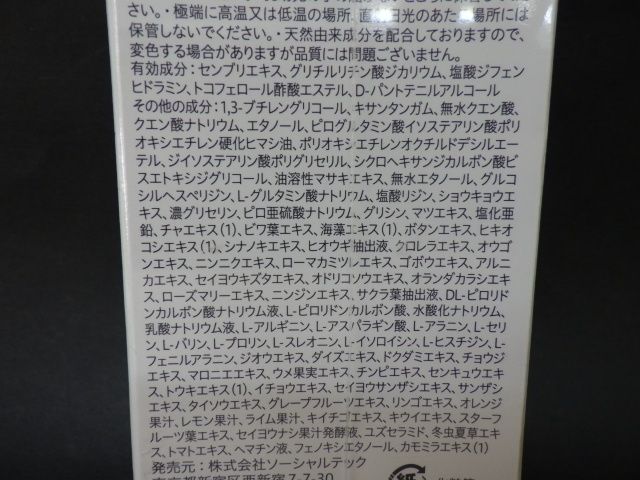 い。・極端に高温又は低温の場所、直射日光のあたる場所には
保管しないでください。・天然由来成分を配合しておりますので、
変色する場合がありますが品質には問題ございません。
有効成分：センブリエキス、グリチルリチン酸ジカリウム、塩酸ジフェン
ヒドラミン、トコフェロール酢酸エステル、D-パントテニルアルコール
その他の成分：1,3-ブチレングリコール、キサンタンガム、無水クエン酸、
クエン酸ナトリウム、エタノール、ピログルタミン酸イソステアリン酸ポリ
オキシエチレン硬化ヒマシ油、ポリオキシエチレンオクチルドデシルエー
テル、ジイソステアリン酸ポリグリセリル、シクロヘキサンジカルボン酸ビ
スエトキシジグリコール、油溶性マサキエキス、無水エタノール、グルコ
シルヘスペリジン、L-グルタミン酸ナトリウム、塩酸リジン、ショウキョウエ
キス、濃グリセリン、ピロ亜硫酸ナトリウム、グリシン、マツエキス、塩化亜
鉛、チャエキス（1）、ビワ葉エキス、海藻エキス（1）、ボタンエキス、ヒキオ
コシエキス（1）、シナノキエキス、ヒオウギ抽出液、クロレラエキス、オウゴ
ンエキス、ニンニクエキス、ローマカミツレエキス、ゴボウエキス、アルニ
カエキス、セイヨウキズタエキス、オドリコソウエキス、オランダカラシエキ
ス、ローズマリーエキス、ニンジンエキス、サクラ葉抽出液、DL-ピロリド
ンカルボン酸ナトリウム液、L-ピロリドンカルボン酸、水酸化ナトリウム、
乳酸ナトリウム液、L-アルギニン、L-アスパラギン酸、L-アラニン、L-セリ
ン、L-バリン、L-プロリン、L-スレオニン、L-イソロイシン、L-ヒスチジン、L-
フェニルアラニン、ジオウエキス、ダイズエキス、ドクダミエキス、チョウジ
エキス、マロニエエキス、ウメ果実エキス、チンピエキス、センキュウエキ
ス、トウキエキス（1）、イチョウエキス、セイヨウサンザシエキス、サンザシ
エキス、タイソウエキス、グレープフルーツエキス、リンゴエキス、オレンジ
果汁、レモン果汁、ライム果汁、キイチゴエキス、キウイエキス、スターフ
ルーツ葉エキス、セイヨウナシ果汁発酵液、ユズセラミド、冬虫夏草エキ
ス、トマトエキス、ヘマチン液、フェノキシエタノール、カモミラエキス（1）
発売元：株式会社ソーシャルテック
東京都新宿区西新宿7-7-30
紙